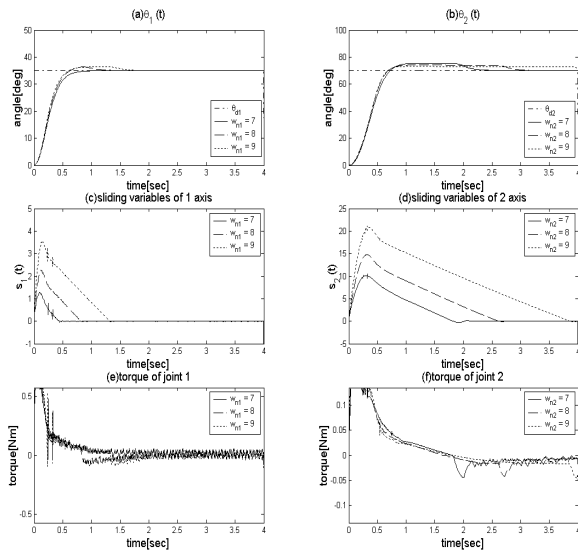 (a)θ1 (t)
angle[deg]
50
40
30
20
10
0
0 0.5 1 1.5 2 2.5 3 3.5 4
time[sec]
θd1
wn1 = 7
wn1 = 8
wn1 = 9
(b)θ2 (t)
angle[deg]
100
80
60
40
20
0
0 0.5 1 1.5 2 2.5 3 3.5 4
time[sec]
θd2
wn2 = 7
wn2 = 8
wn2 = 9
(c)sliding variables of 1 axis
s1 (t)
5
4
3
2
1
0
-1
0 0.5 1 1.5 2 2.5 3 3.5 4
time[sec]
wn1 = 7
wn1 = 8
wn1 = 9
(d)sliding variables of 2 axis
s2 (t)
25
20
15
10
5
0
-5
0 0.5 1 1.5 2 2.5 3 3.5 4
time[sec]
wn2 = 7
wn2 = 8
wn2 = 9
(e)torque of joint 1
torque[Nm]
0.5
0
-0.5
0 0.5 1 1.5 2 2.5 3 3.5 4
time[sec]
wn1 = 7
wn1 = 8
wn1 = 9
(f)torque of joint 2
torque[Nm]
0.1
0.05
0
-0.05
-0.1
0 0.5 1 1.5 2 2.5 3 3.5 4
time[sec]
wn2 = 7
wn2 = 8
wn2 = 9